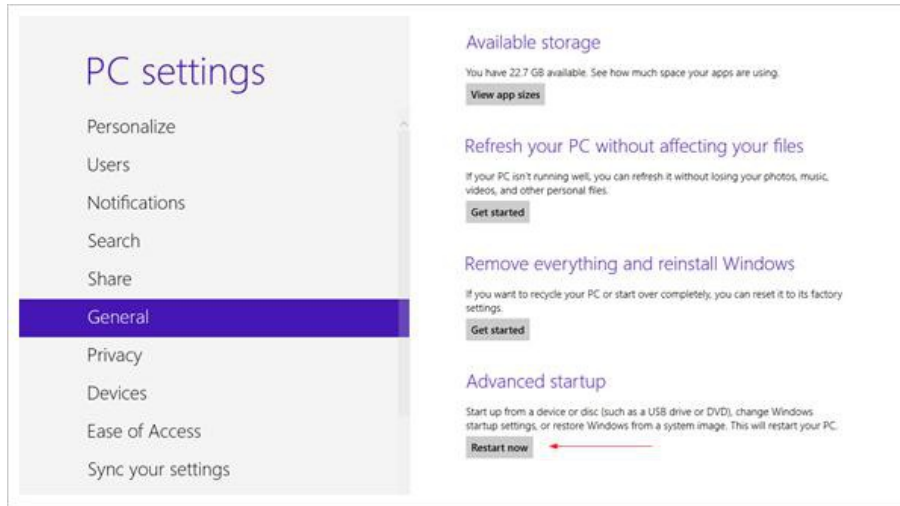 PC settings
Personalize
Users
Notifications
Search
Share
General
Privacy
Devices
Ease of Access
Sync your settings
Available storage
You have 22.7 GB available. See how much space your apps are using.
View app sizes
Refresh your PC without affecting your files
If your PC isn't running well, you can refresh it without losing your photos, music,
videos, and other personal files.
Get started
Remove everything and reinstall Windows
If you want to recycle your PC or start over completely, you can reset it to its factory
settings.
Get started
Advanced startup
Start up from a device or disc (such as a USB drive or DVD), change Windows
startup settings, or restore Windows from a system image. This will restart your PC.
Restart now